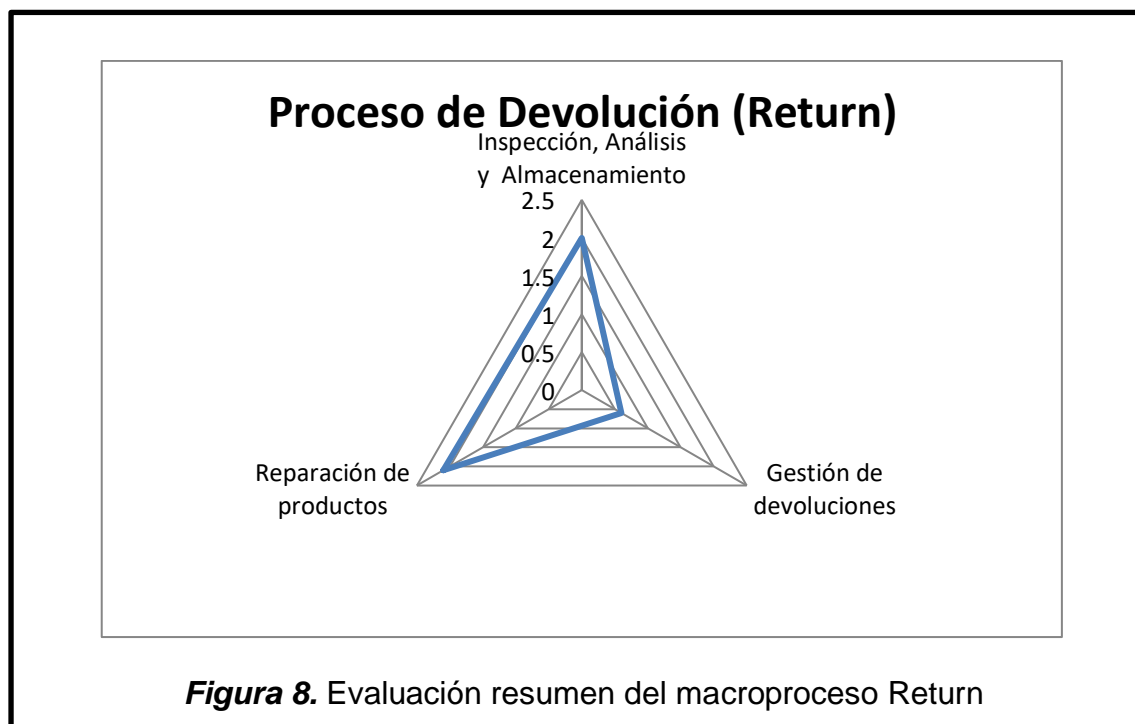 Proceso de Devolución (Return)
Inspección, Análisis
y Almacenamiento
2.5
2
1.5
1
0.5
0
Reparación de
productos
Gestión de
devoluciones
Figura 8. Evaluación resumen del macroproceso Return